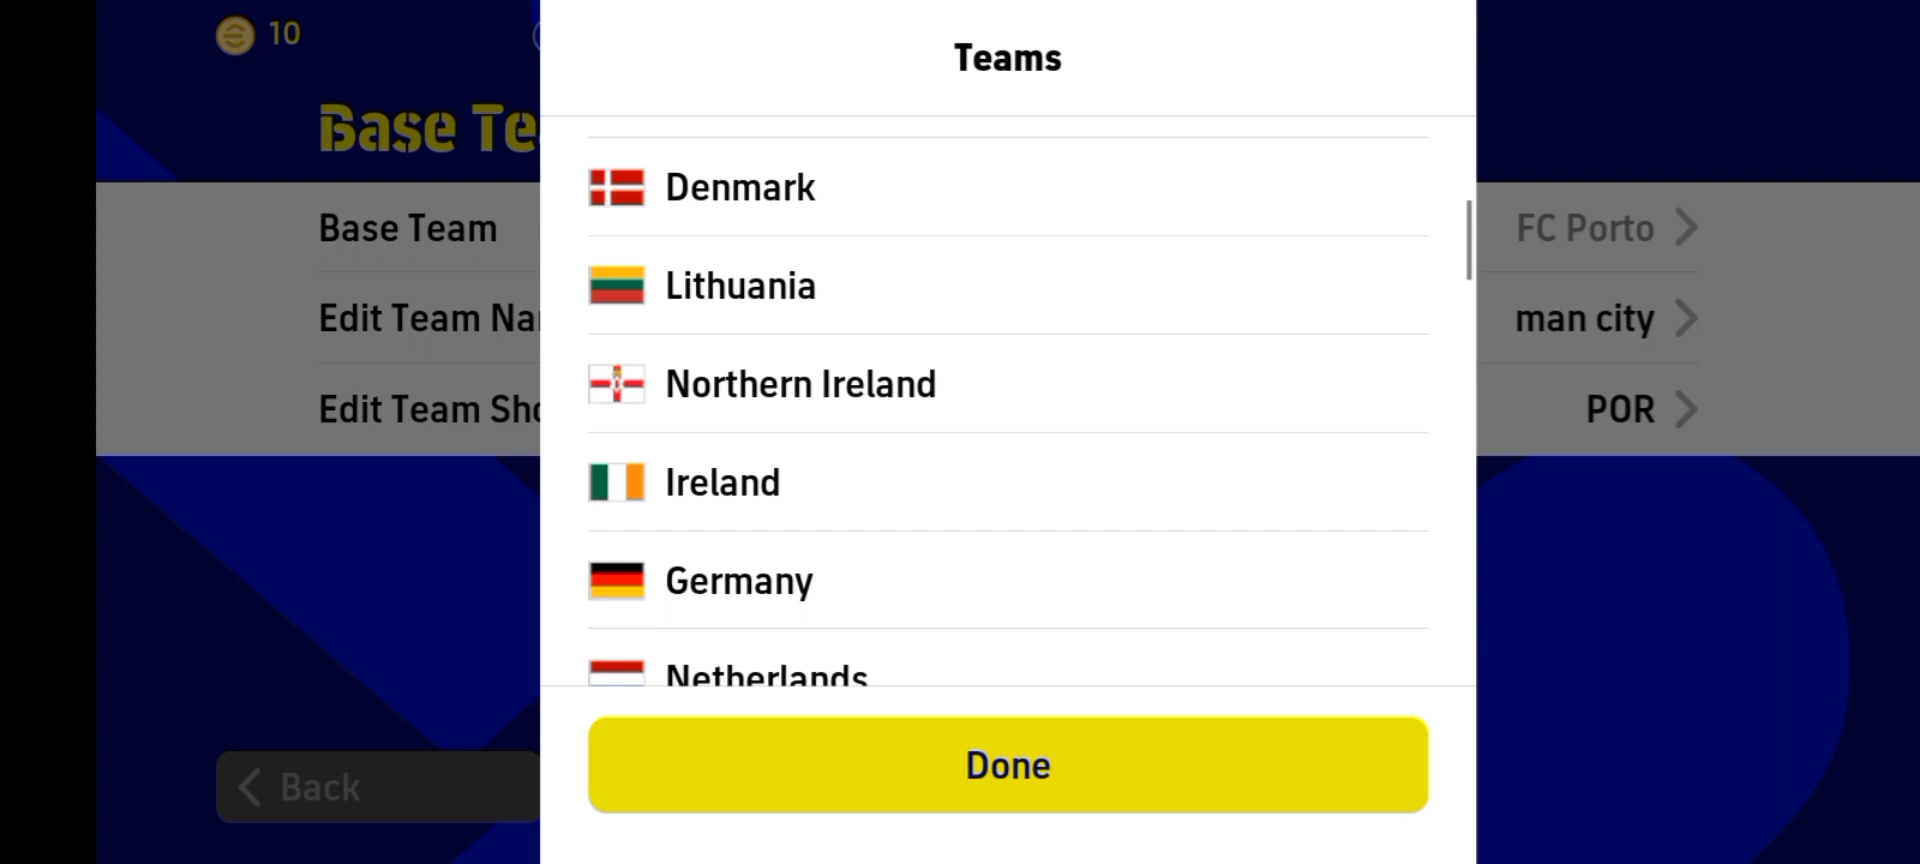 10
Teams
Base Te
Denmark
Base Team
FC Porto
Lithuania
Edit Team Na
man city
Northern Ireland
Edit Team Sho
POR
Ireland
Germany
Netherlands
Done
Back